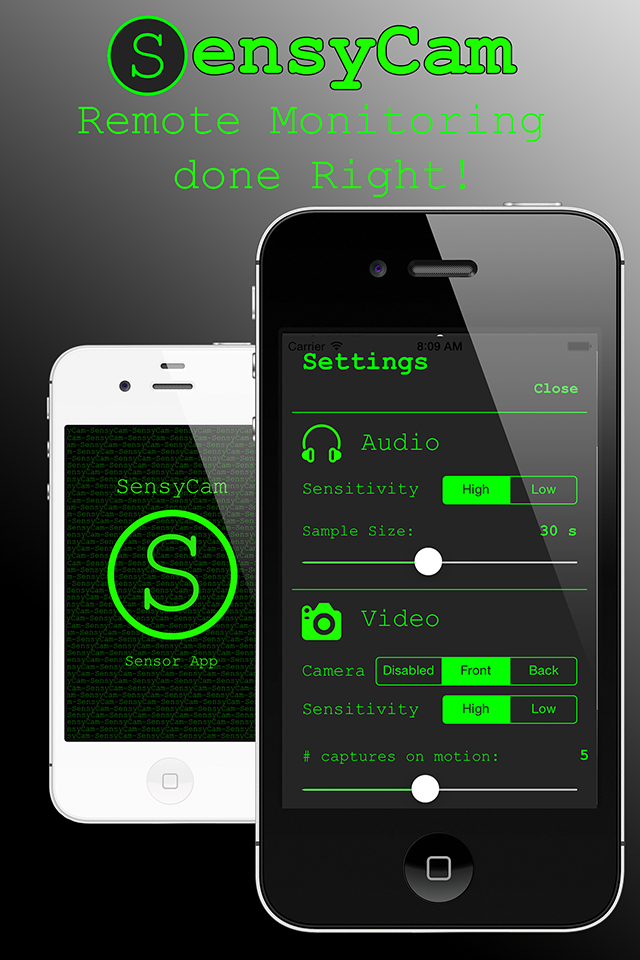 SensyCam
Remote Monitoring
done Right!
Carrier 8:09 AM
Settings
Close
Audio
Sensitivity High Low
Sample Size: 30 s
Video
Camera Disabled Front Back
Sensitivity High Low
# captures on motion: 5
SensyCam
S
Sensor App